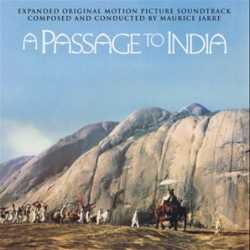 EXPANDED ORIGINAL MOTION PICTURE SOUNDTRACK
COMPOSED AND CONDUCTED BY MAURICE JARRE
A PASSAGE TO INDIA